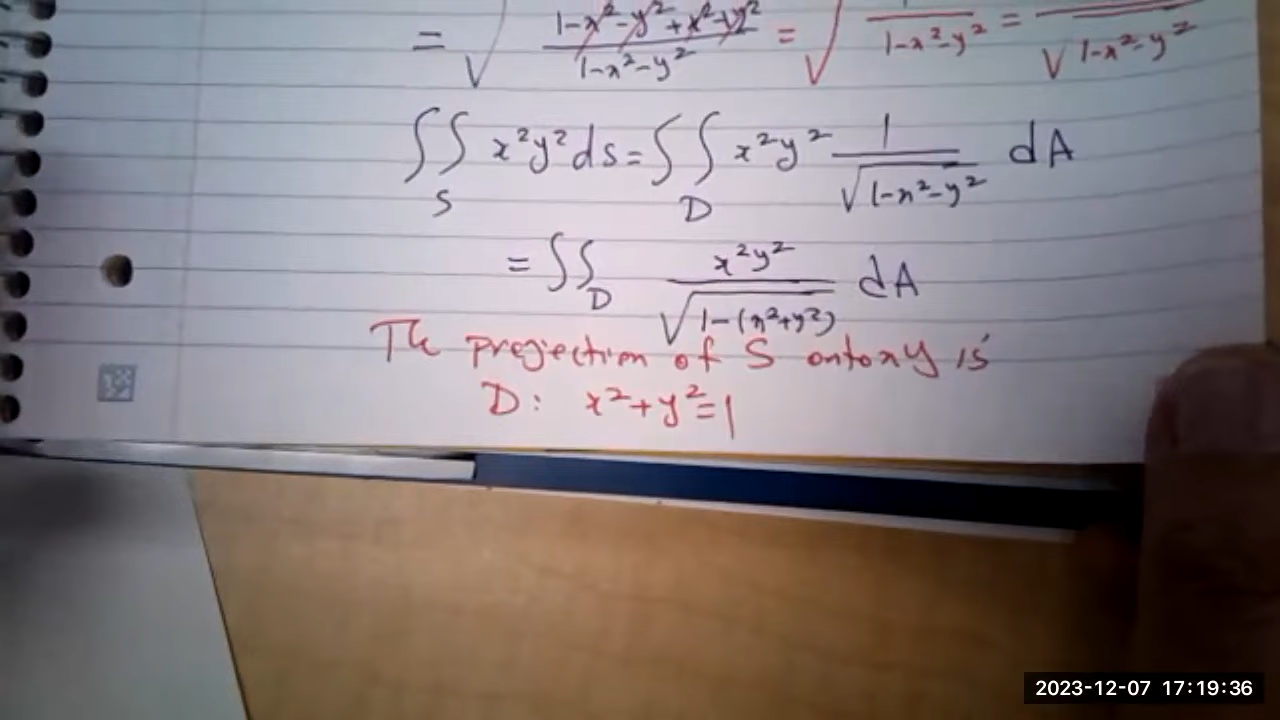 = √ 1-x²-y²+x²+y² / 1-x²-y² = √ 1 / 1-x²-y² = / √1-x²-y²
∫∫_S x²y² ds = ∫∫_D x²y² 1 / √1-x²-y² dA
= ∫∫_D x²y² / √1-(x²+y²) dA
The projection of S onto xy is
D: x²+y²=1
2023-12-07 17:19:36